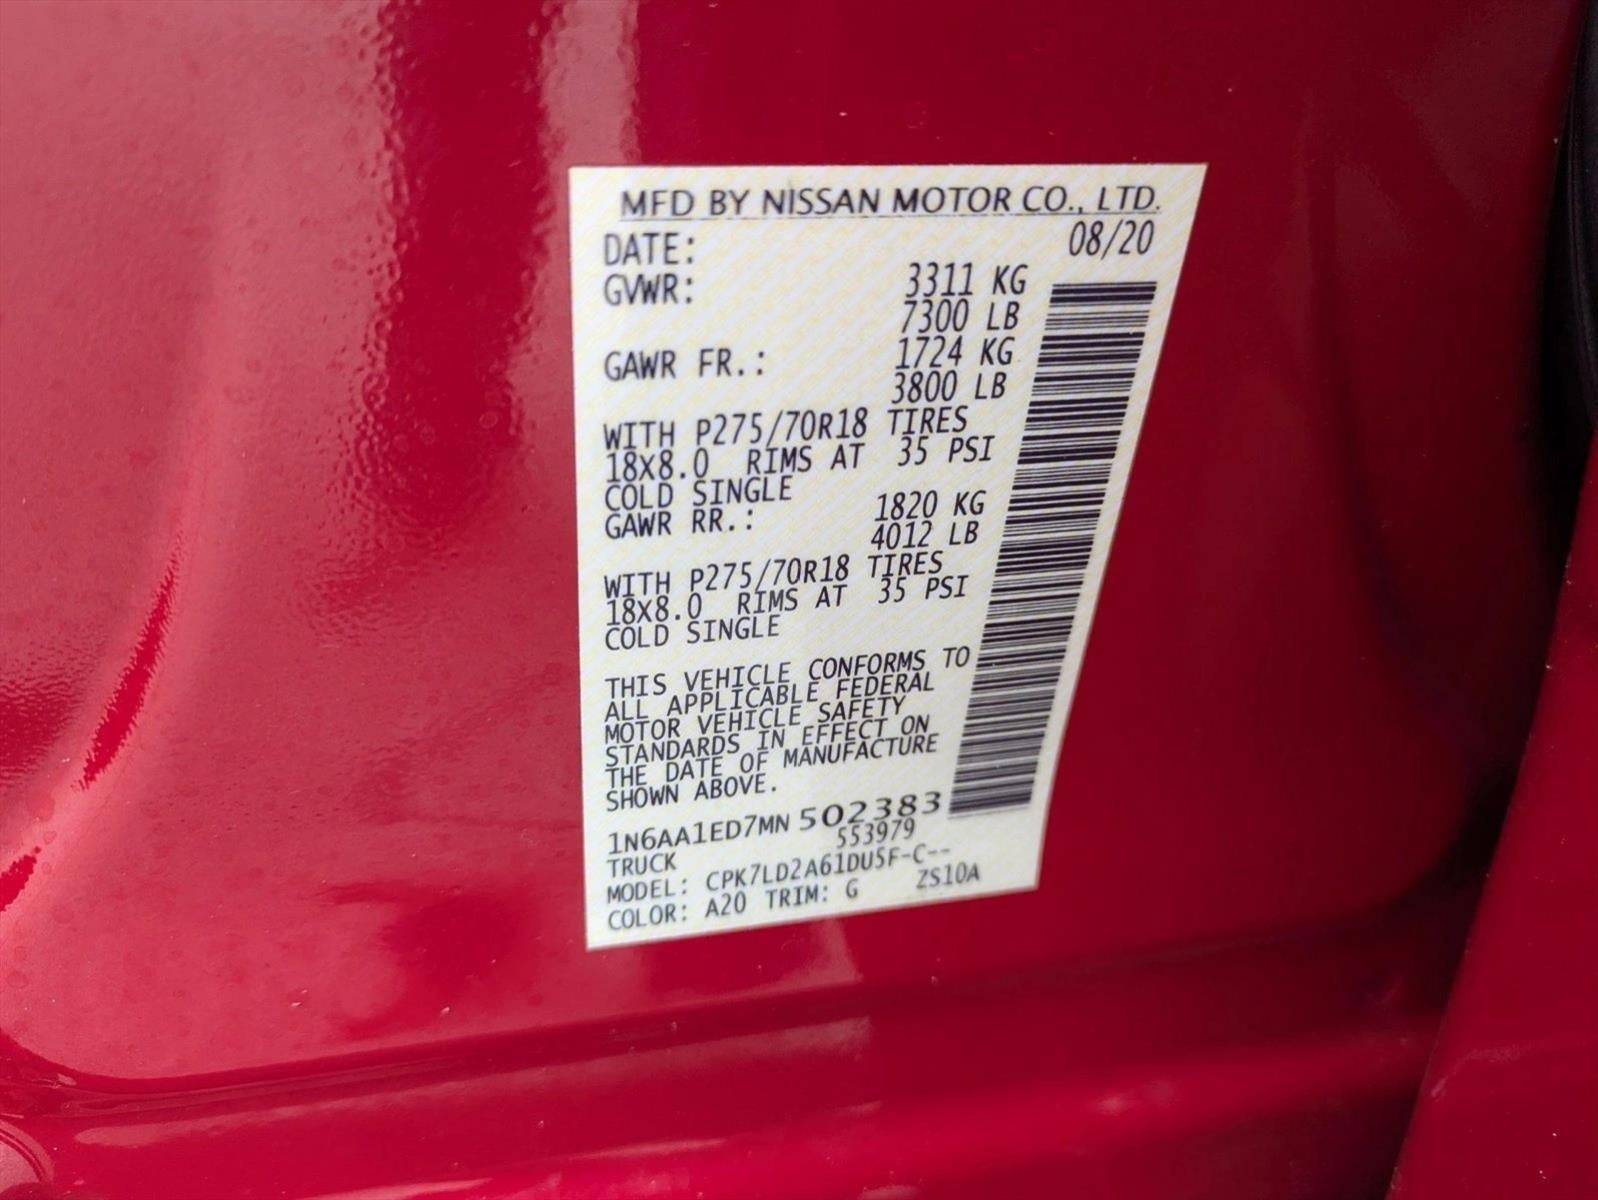 MFD BY NISSAN MOTOR CO., LTD.
DATE: 08/20
GVWR: 3311 KG
7300 LB
GAWR FR.: 1724 KG
3800 LB
WITH P275/70R18 TIRES
18X8.0 RIMS AT 35 PSI
COLD SINGLE
GAWR RR.: 1820 KG
4012 LB
WITH P275/70R18 TIRES
18X8.0 RIMS AT 35 PSI
COLD SINGLE
THIS VEHICLE CONFORMS TO
ALL APPLICABLE FEDERAL
MOTOR VEHICLE SAFETY
STANDARDS IN EFFECT ON
THE DATE OF MANUFACTURE
SHOWN ABOVE.
1N6AA1ED7MN 502383
TRUCK 553979
MODEL: CPK7LD2A61DU5F-C--
COLOR: A20 TRIM: G ZS10A